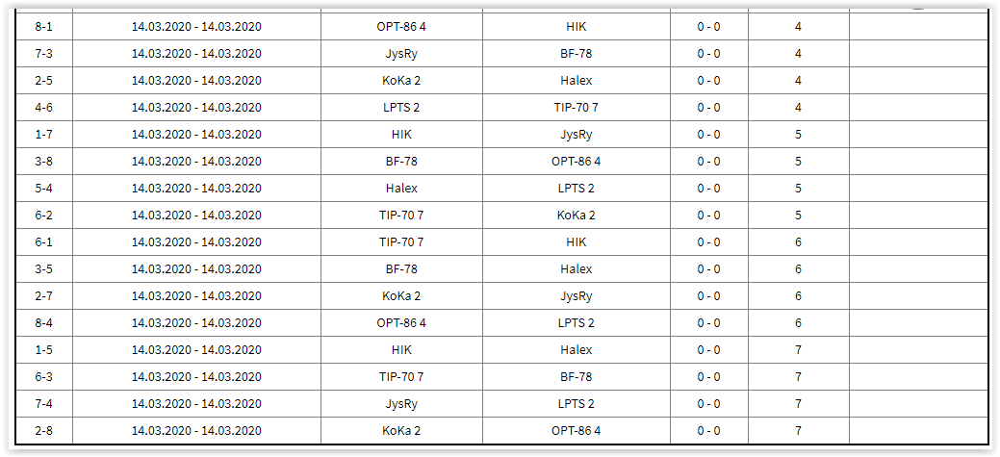 8-1 14.03.2020 - 14.03.2020 OPT-86 4 HIK 0 - 0 4
7-3 14.03.2020 - 14.03.2020 JysRy BF-78 0 - 0 4
2-5 14.03.2020 - 14.03.2020 KoKa 2 Halex 0 - 0 4
4-6 14.03.2020 - 14.03.2020 LPTS 2 TIP-70 7 0 - 0 4
1-7 14.03.2020 - 14.03.2020 HIK JysRy 0 - 0 5
3-8 14.03.2020 - 14.03.2020 BF-78 OPT-86 4 0 - 0 5
5-4 14.03.2020 - 14.03.2020 Halex LPTS 2 0 - 0 5
6-2 14.03.2020 - 14.03.2020 TIP-70 7 KoKa 2 0 - 0 5
6-1 14.03.2020 - 14.03.2020 TIP-70 7 HIK 0 - 0 6
3-5 14.03.2020 - 14.03.2020 BF-78 Halex 0 - 0 6
2-7 14.03.2020 - 14.03.2020 KoKa 2 JysRy 0 - 0 6
8-4 14.03.2020 - 14.03.2020 OPT-86 4 LPTS 2 0 - 0 6
1-5 14.03.2020 - 14.03.2020 HIK Halex 0 - 0 7
6-3 14.03.2020 - 14.03.2020 TIP-70 7 BF-78 0 - 0 7
7-4 14.03.2020 - 14.03.2020 JysRy LPTS 2 0 - 0 7
2-8 14.03.2020 - 14.03.2020 KoKa 2 OPT-86 4 0 - 0 7